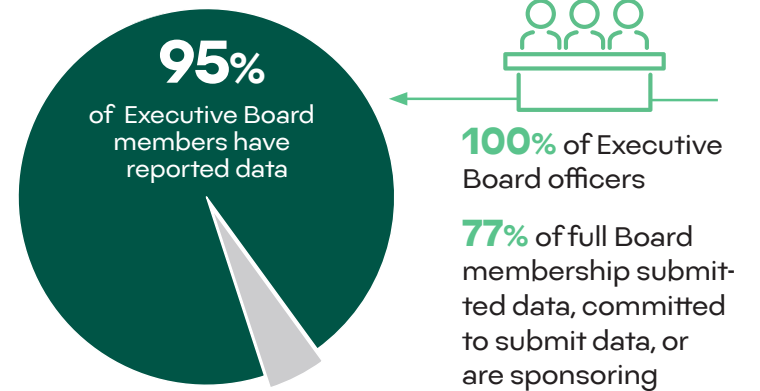 95%
of Executive Board
members have
reported data
100% of Executive
Board officers
77% of full Board
membership submit-
ted data, committed
to submit data, or
are sponsoring